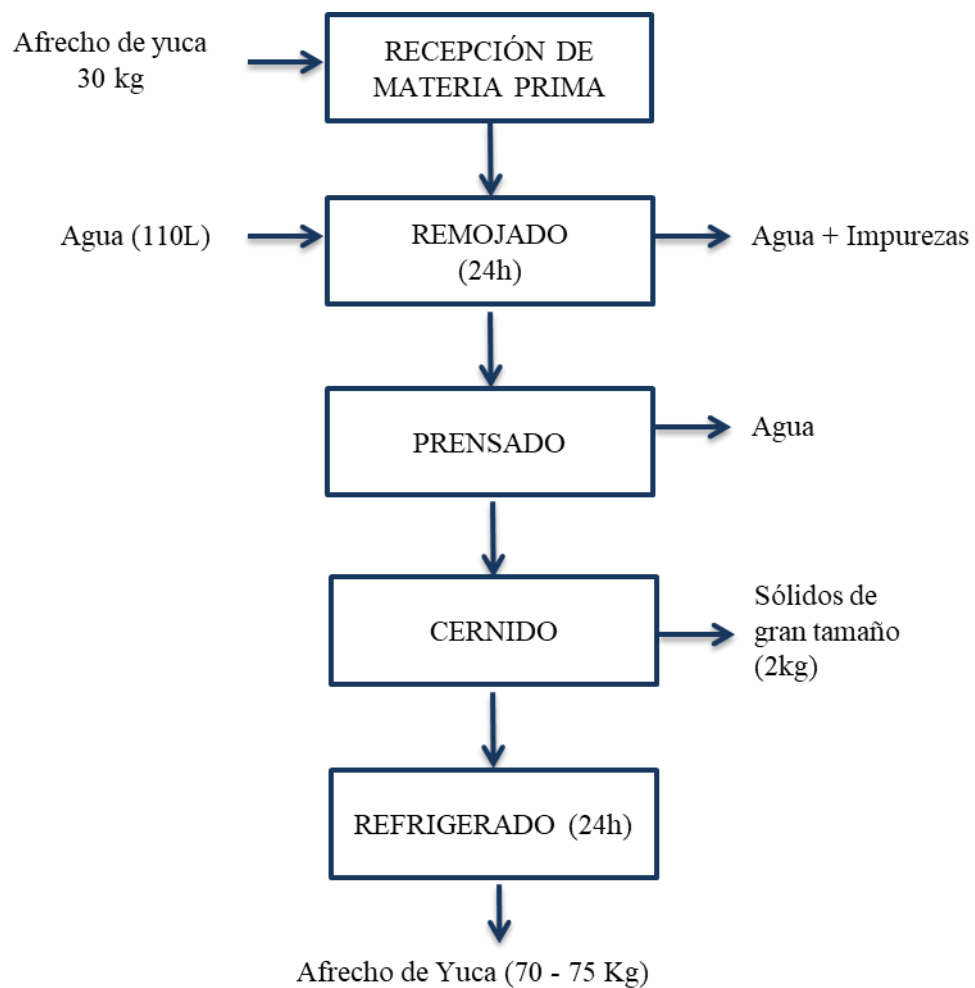 Afrecho de yuca
30 kg
RECEPCIÓN DE
MATERIA PRIMA
Agua (110L)
REMOJADO
(24h)
Agua + Impurezas
PRENSADO
Agua
CERNIDO
Sólidos de
gran tamaño
(2kg)
REFRIGERADO (24h)
Afrecho de Yuca (70 - 75 Kg)